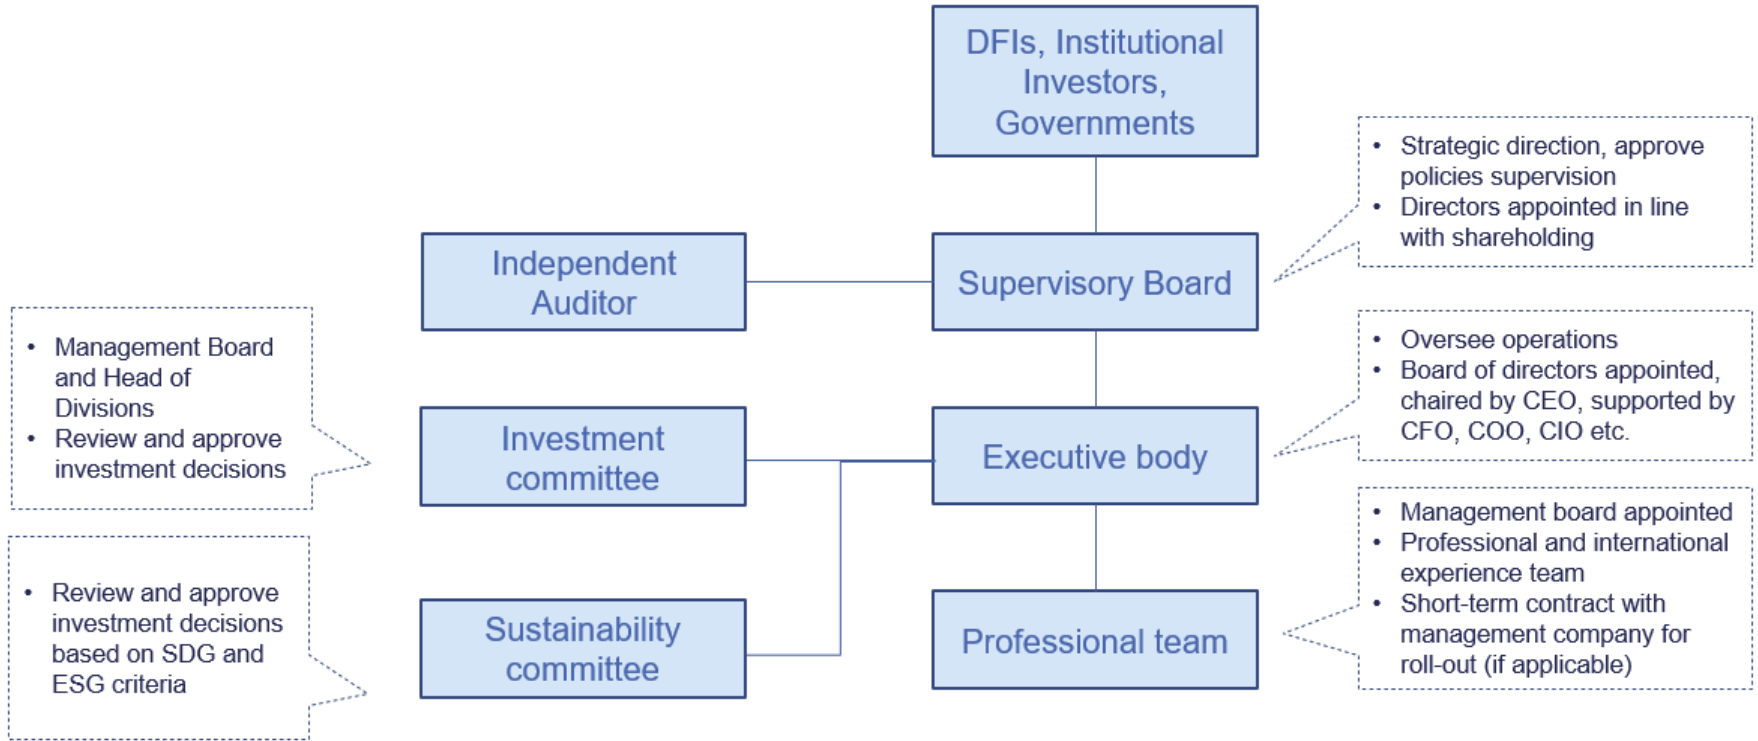 DFIs, Institutional
Investors,
Governments
• Strategic direction, approve
policies supervision
• Directors appointed in line
with shareholding
Independent
Auditor
Supervisory Board
• Management Board
and Head of
Divisions
• Review and approve
investment decisions
Investment
committee
Executive body
• Oversee operations
• Board of directors appointed,
chaired by CEO, supported by
CFO, COO, CIO etc.
• Review and approve
investment decisions
based on SDG and
ESG criteria
Sustainability
committee
Professional team
• Management board appointed
• Professional and international
experience team
• Short-term contract with
management company for
roll-out (if applicable)